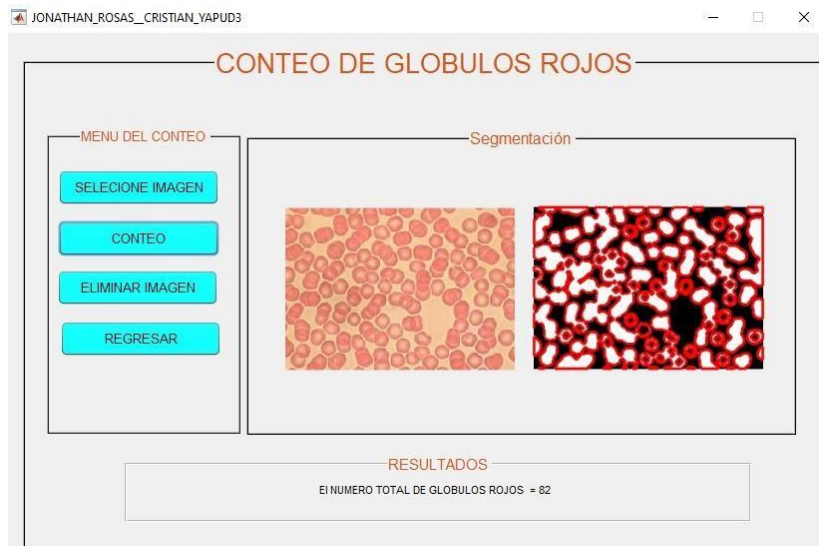 JONATHAN_ROSAS__CRISTIAN_YAPUD3
CONTEO DE GLOBULOS ROJOS
MENU DEL CONTEO
SELECIONE IMAGEN
CONTEO
ELIMINAR IMAGEN
REGRESAR
Segmentación
RESULTADOS
El NUMERO TOTAL DE GLOBULOS ROJOS = 82